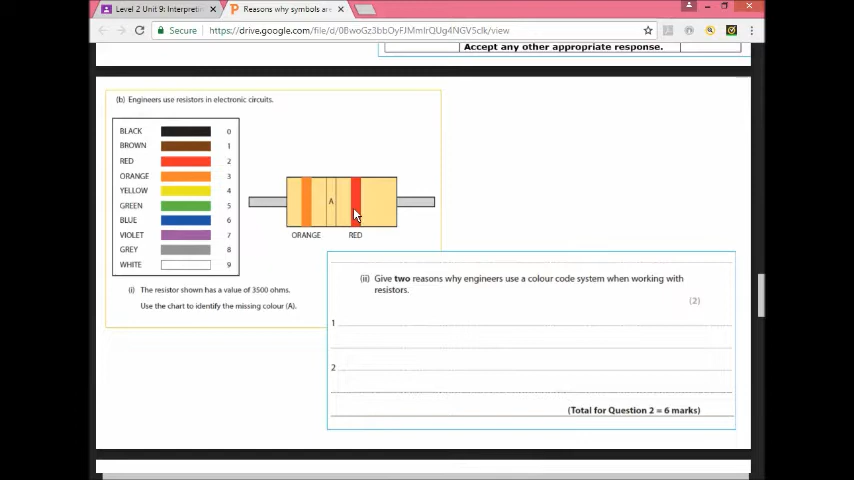 Level 2 Unit 9: Interpretin
Reasons why symbols are
Secure
https://drive.google.com/file/d/0BwoGz3bbOyFJMmlrQUg4NGV5clk/view
Accept any other appropriate response.
(b) Engineers use resistors in electronic circuits.
BLACK 0
BROWN 1
RED 2
ORANGE 3
YELLOW 4
GREEN 5
BLUE 6
VIOLET 7
GREY 8
WHITE 9
A
ORANGE RED
(i) The resistor shown has a value of 3500 ohms.
Use the chart to identify the missing colour (A).
(ii) Give two reasons why engineers use a colour code system when working with
resistors.
(2)
1
2
(Total for Question 2 = 6 marks)